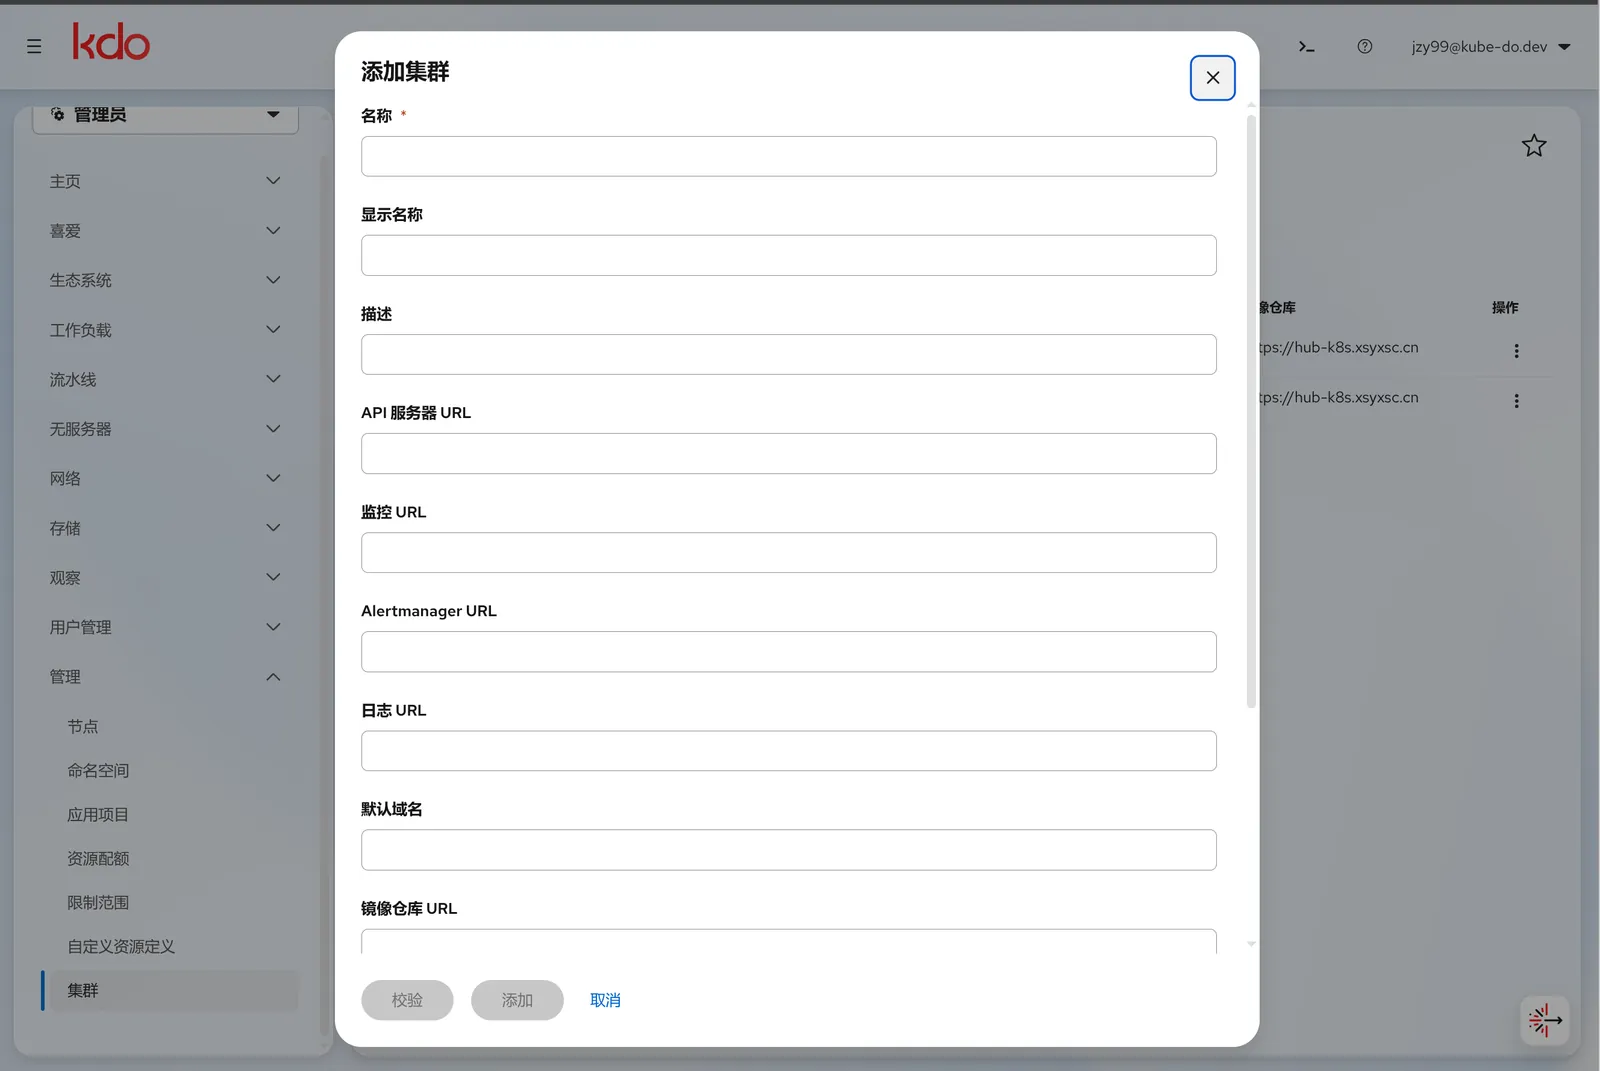 kdo
jzy99@kube-do.dev
管理员
主页
喜爱
生态系统
工作负载
流水线
无服务器
网络
存储
观察
用户管理
管理
节点
命名空间
应用项目
资源配额
限制范围
自定义资源定义
集群
添加集群
名称 *
显示名称
描述
API 服务器 URL
监控 URL
Alertmanager URL
日志 URL
默认域名
镜像仓库 URL
校验 添加 取消
像仓库 操作
tps://hub-k8s.xsyxsc.cn
tps://hub-k8s.xsyxsc.cn